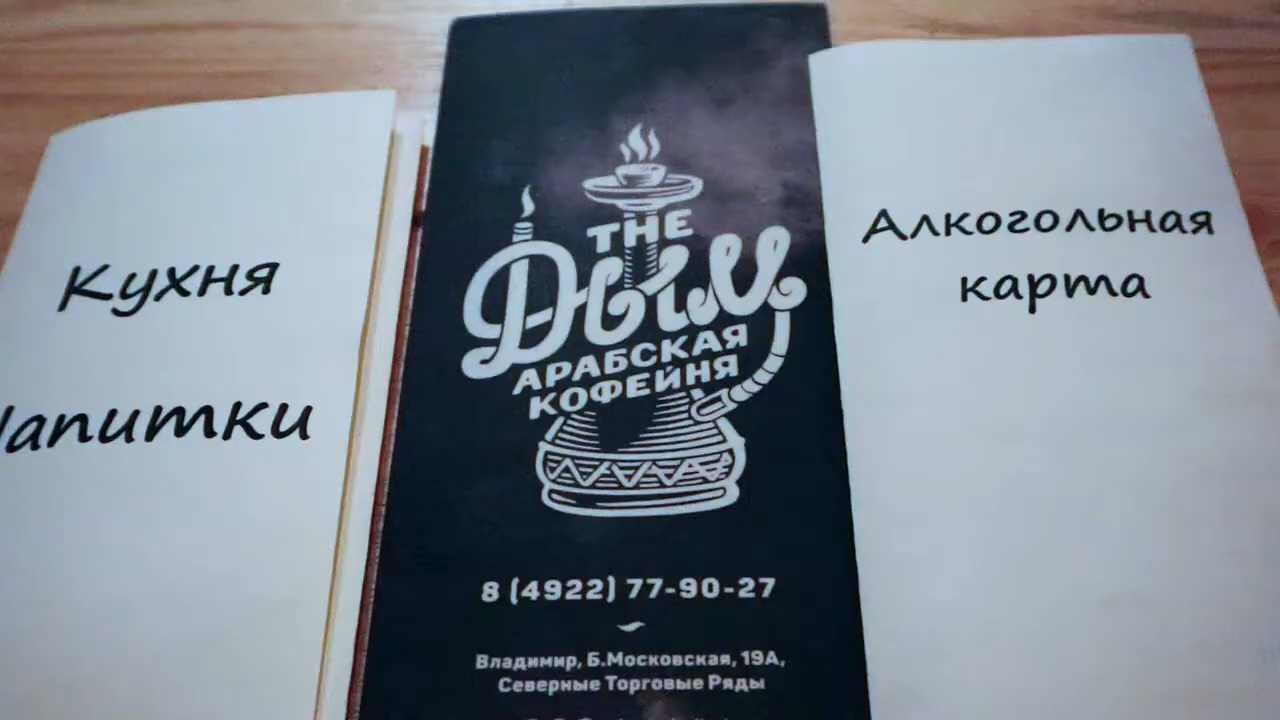 Кухня
Напитки
THE
Дым
АРАБСКАЯ
КОФЕЙНЯ
8 (4922) 77-90-27
Владимир, Б.Московская, 19А,
Северные Торговые Ряды
Алкогольная
карта